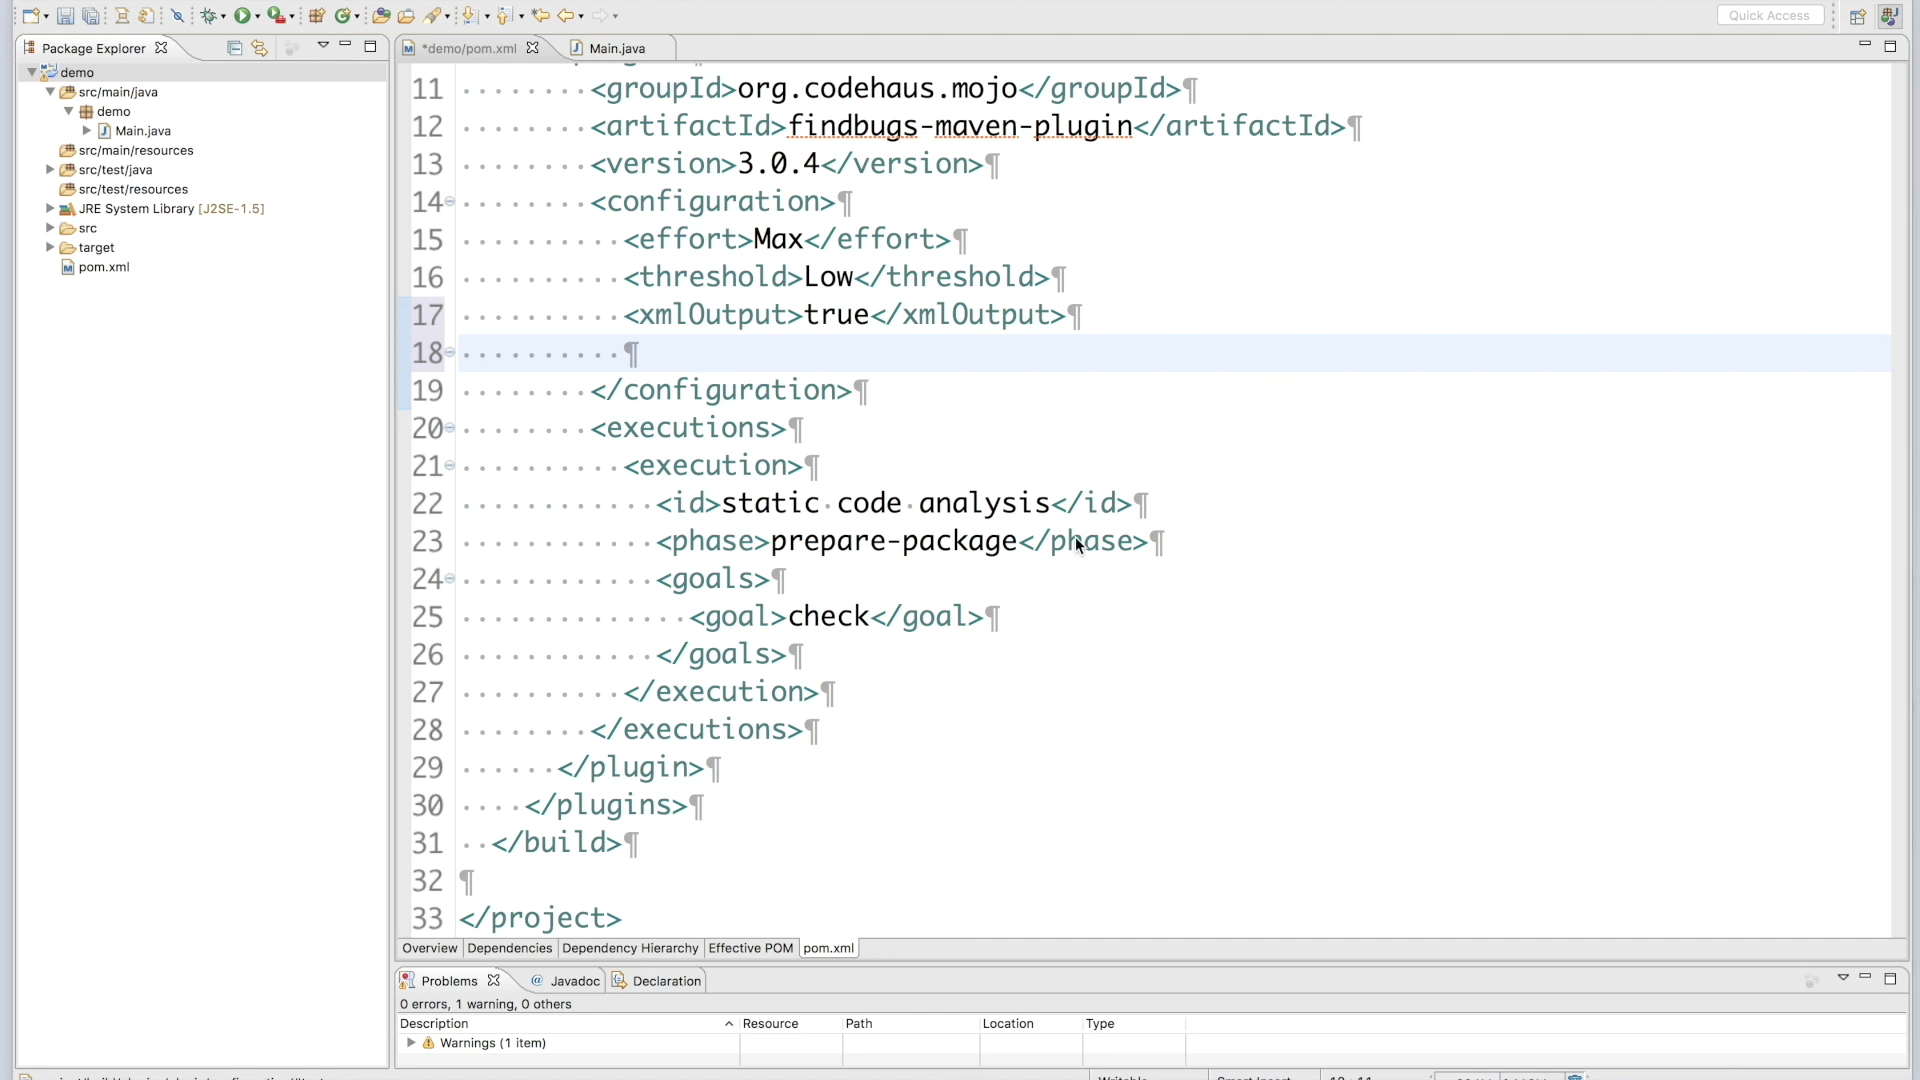 Quick Access
Package Explorer
demo
src/main/java
demo
Main.java
src/main/resources
src/test/java
src/test/resources
JRE System Library [J2SE-1.5]
src
target
pom.xml
*demo/pom.xml
Main.java
11 ········<groupId>org.codehaus.mojo</groupId>¶
12 ········<artifactId>findbugs-maven-plugin</artifactId>¶
13 ········<version>3.0.4</version>¶
14 ········<configuration>¶
15 ··········<effort>Max</effort>¶
16 ··········<threshold>Low</threshold>¶
17 ··········<xmlOutput>true</xmlOutput>¶
18 ··········¶
19 ········</configuration>¶
20 ········<executions>¶
21 ··········<execution>¶
22 ············<id>static·code·analysis</id>¶
23 ············<phase>prepare-package</phase>¶
24 ············<goals>¶
25 ··············<goal>check</goal>¶
26 ············</goals>¶
27 ··········</execution>¶
28 ········</executions>¶
29 ······</plugin>¶
30 ····</plugins>¶
31 ··</build>¶
32 ¶
33 </project>
Overview Dependencies Dependency Hierarchy Effective POM pom.xml
Problems Javadoc Declaration
0 errors, 1 warning, 0 others
Description Resource Path Location Type
Warnings (1 item)